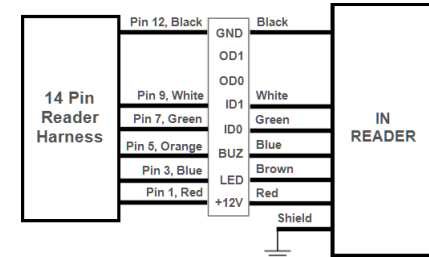 Pin 12, Black
GND
Black
OD1
OD0
14 Pin
Reader
Harness
Pin 9, White
ID1
White
Pin 7, Green
ID0
Green
Pin 5, Orange
BUZ
Blue
Pin 3, Blue
LED
Brown
Pin 1, Red
+12V
Red
IN
READER
Shield